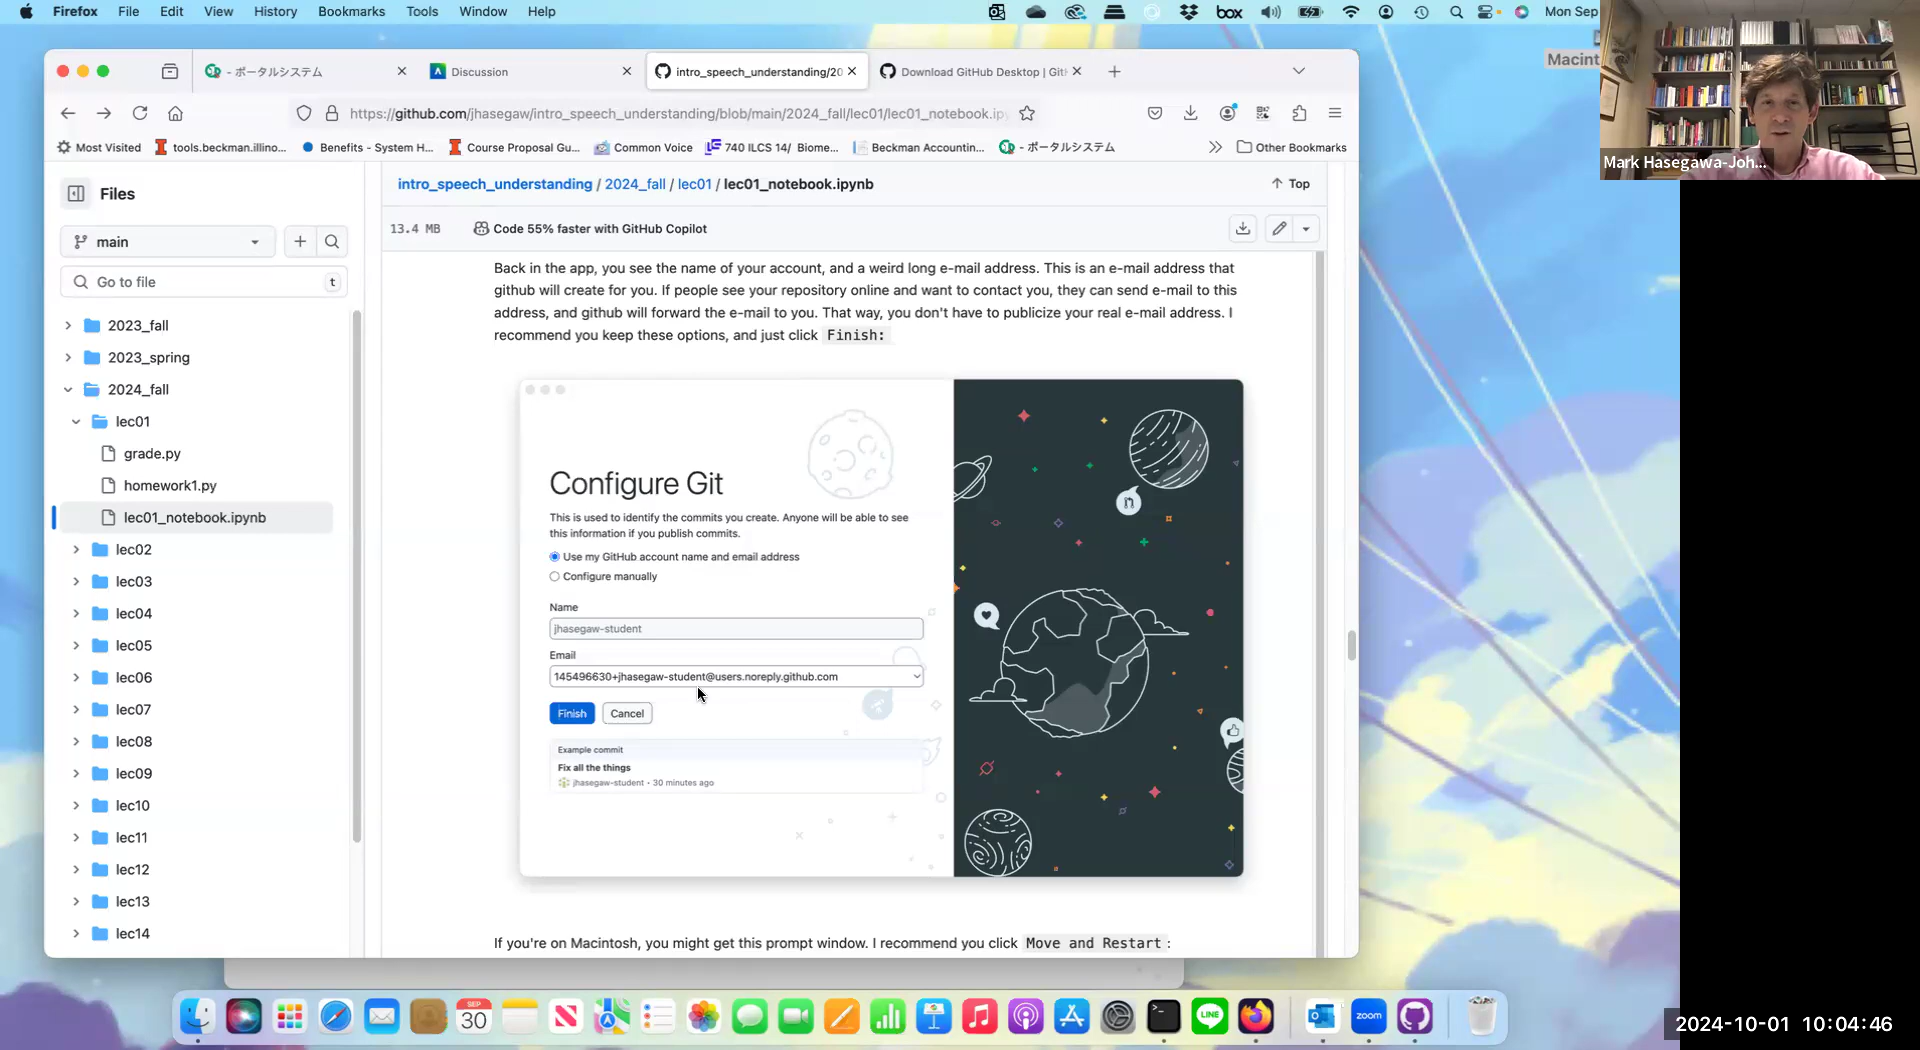 Firefox File Edit View History Bookmarks Tools Window Help
box
Mon Sep
Macint
- ポータルシステム
Discussion
intro_speech_understanding/20
Download GitHub Desktop | Git
https://github.com/jhasegaw/intro_speech_understanding/blob/main/2024_fall/lec01/lec01_notebook.ip
Most Visited
tools.beckman.illino...
Benefits - System H...
Course Proposal Gu...
Common Voice
740 ILCS 14/ Biome...
Beckman Accountin...
- ポータルシステム
Other Bookmarks
Mark Hasegawa-Joh...
Files
main
Go to file
t
2023_fall
2023_spring
2024_fall
lec01
grade.py
homework1.py
lec01_notebook.ipynb
lec02
lec03
lec04
lec05
lec06
lec07
lec08
lec09
lec10
lec11
lec12
lec13
lec14
intro_speech_understanding / 2024_fall / lec01 / lec01_notebook.ipynb
Top
13.4 MB
Code 55% faster with GitHub Copilot
Back in the app, you see the name of your account, and a weird long e-mail address. This is an e-mail address that
github will create for you. If people see your repository online and want to contact you, they can send e-mail to this
address, and github will forward the e-mail to you. That way, you don't have to publicize your real e-mail address. I
recommend you keep these options, and just click Finish:
Configure Git
This is used to identify the commits you create. Anyone will be able to see
this information if you publish commits.
Use my GitHub account name and email address
Configure manually
Name
jhasegaw-student
Email
145496630+jhasegaw-student@users.noreply.github.com
Finish
Cancel
Example commit
Fix all the things
jhasegaw-student • 30 minutes ago
If you're on Macintosh, you might get this prompt window. I recommend you click Move and Restart :
SEP
30
LINE
zoom
2024-10-01 10:04:46